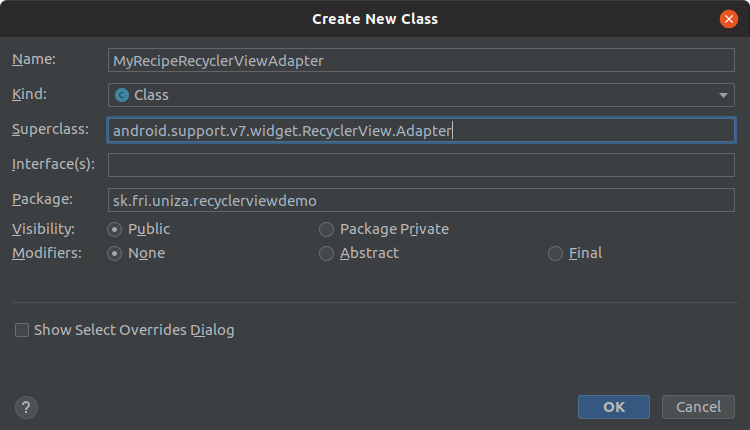 Create New Class
Name: MyRecipeRecyclerViewAdapter
Kind: C Class
Superclass: android.support.v7.widget.RecyclerView.Adapter
Interface(s):
Package: sk.fri.uniza.recyclerviewdemo
Visibility: Public Package Private
Modifiers: None Abstract Final
Show Select Overrides Dialog
? OK Cancel